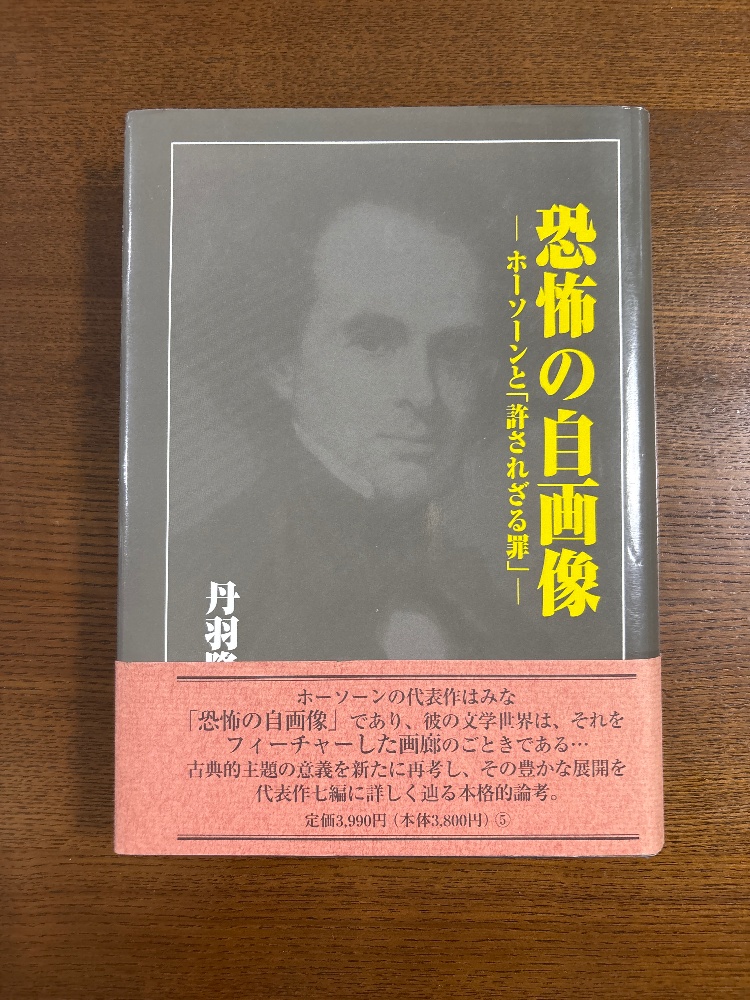 恐怖の自画像
―ホーソーンと「許されざる罪」―
丹羽
ホーソーンの代表作はみな
「恐怖の自画像」であり、彼の文学世界は、それを
フィーチャーした画廊のごときである…
古典的主題の意義を新たに再考し、その豊かな展開を
代表作七編に詳しく辿る本格的論考。
定価3,990円（本体3,800円）⑤